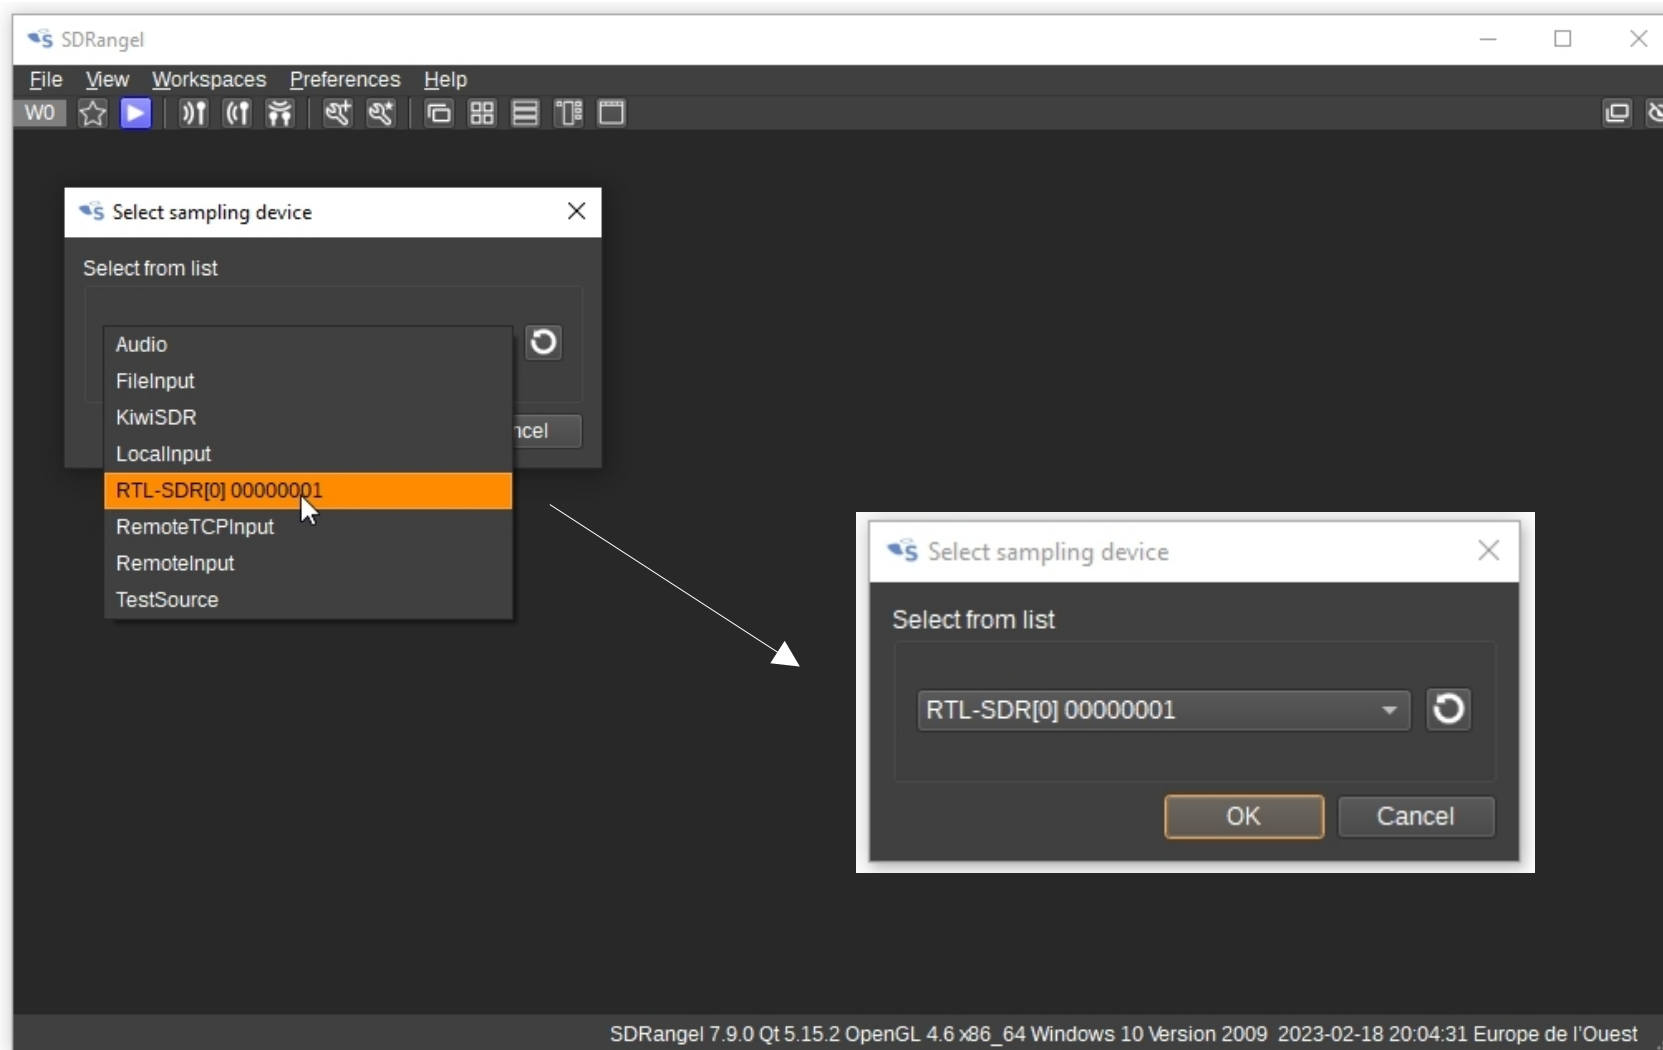 SDRangel
File View Workspaces Preferences Help
W0
Select sampling device
Select from list
Audio
FileInput
KiwiSDR
LocalInput
RTL-SDR[0] 00000001
RemoteTCPInput
RemoteInput
TestSource
ncel
Select sampling device
Select from list
RTL-SDR[0] 00000001
OK Cancel
SDRangel 7.9.0 Qt 5.15.2 OpenGL 4.6 x86_64 Windows 10 Version 2009 2023-02-18 20:04:31 Europe de l'Ouest